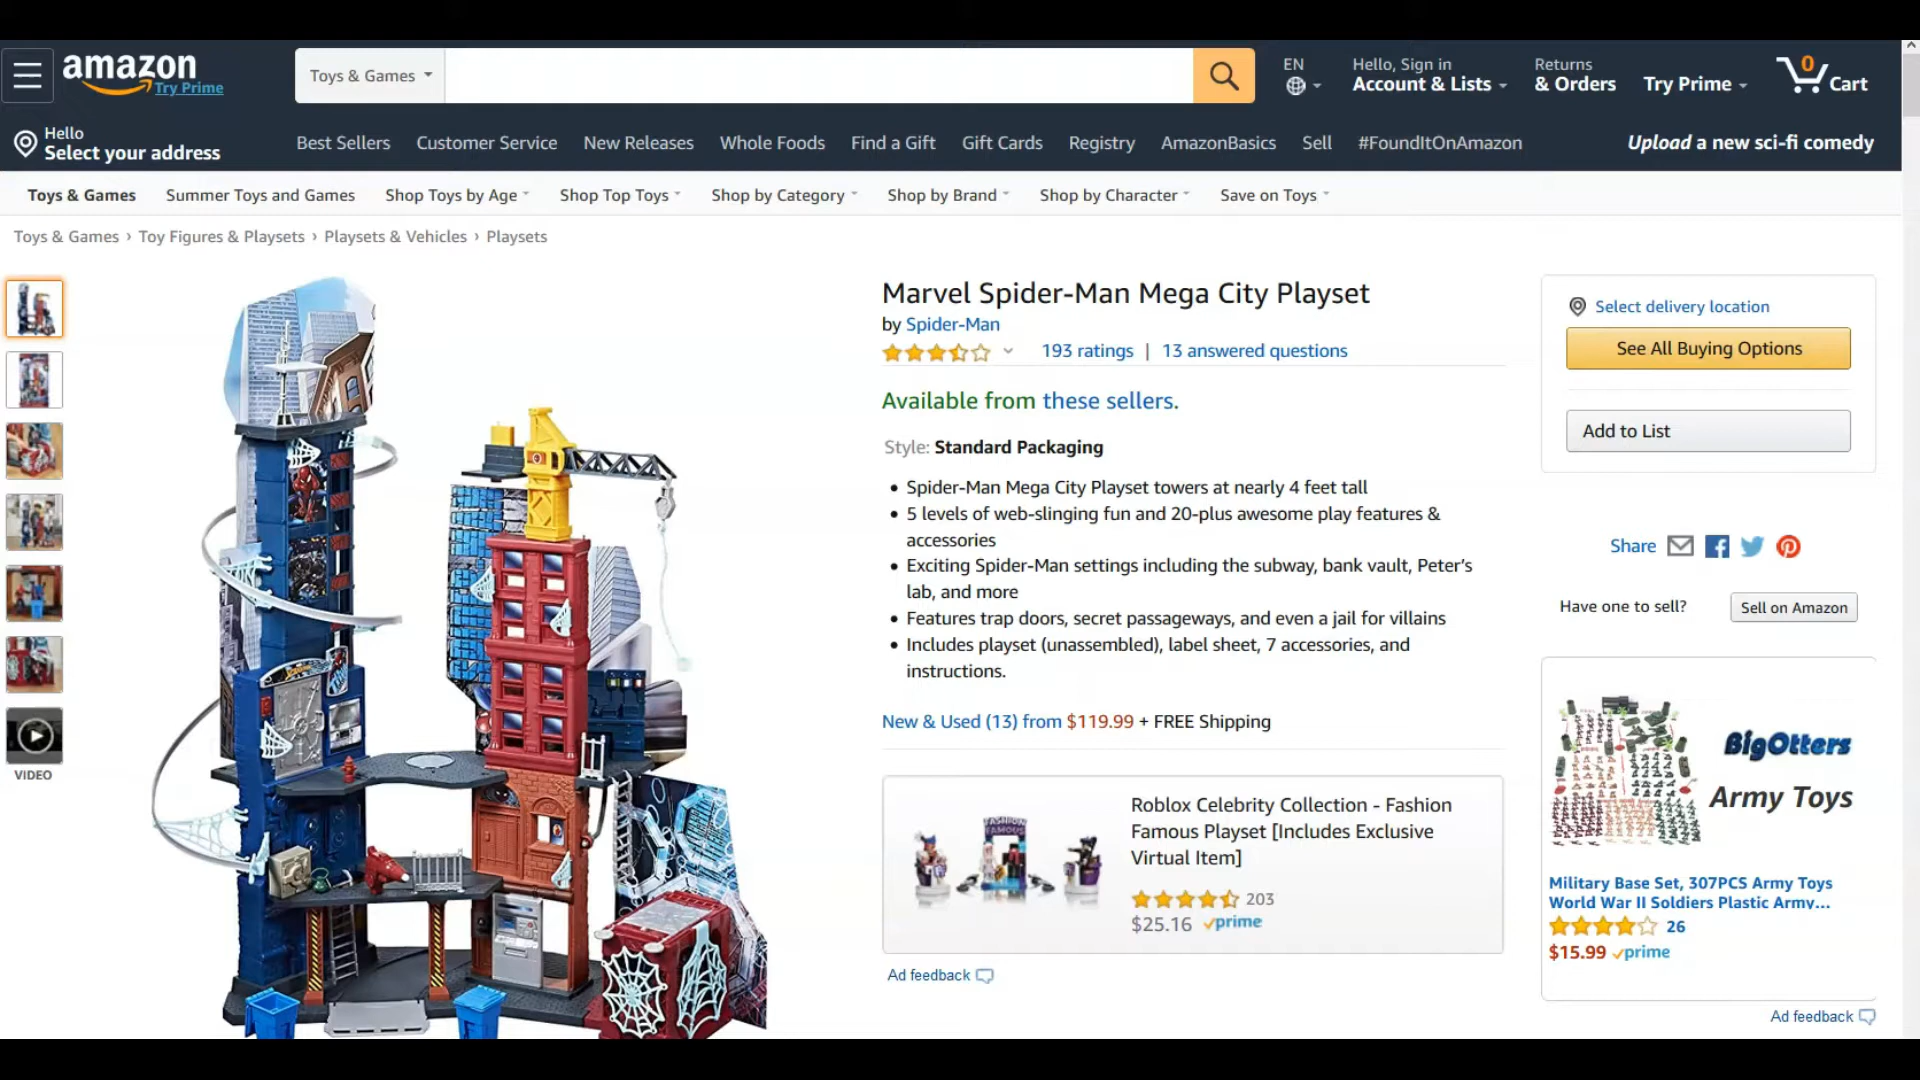 amazon
Try Prime
Toys & Games
EN
Hello, Sign in
Account & Lists
Returns
& Orders
Try Prime
0
Cart
Hello
Select your address
Best Sellers
Customer Service
New Releases
Whole Foods
Find a Gift
Gift Cards
Registry
AmazonBasics
Sell
#FoundItOnAmazon
Upload a new sci-fi comedy
Toys & Games
Summer Toys and Games
Shop Toys by Age
Shop Top Toys
Shop by Category
Shop by Brand
Shop by Character
Save on Toys
Toys & Games › Toy Figures & Playsets › Playsets & Vehicles › Playsets
VIDEO
Marvel Spider-Man Mega City Playset
by Spider-Man
193 ratings | 13 answered questions
Available from these sellers.
Style: Standard Packaging
Spider-Man Mega City Playset towers at nearly 4 feet tall
5 levels of web-slinging fun and 20-plus awesome play features &
accessories
Exciting Spider-Man settings including the subway, bank vault, Peter's
lab, and more
Features trap doors, secret passageways, and even a jail for villains
Includes playset (unassembled), label sheet, 7 accessories, and
instructions.
New & Used (13) from $119.99 + FREE Shipping
FASHION
FAMOUS
Roblox Celebrity Collection - Fashion
Famous Playset [Includes Exclusive
Virtual Item]
203
$25.16 prime
Ad feedback
Select delivery location
See All Buying Options
Add to List
Share
Have one to sell?
Sell on Amazon
BigOtters
Army Toys
Military Base Set, 307PCS Army Toys
World War II Soldiers Plastic Army...
26
$15.99 prime
Ad feedback